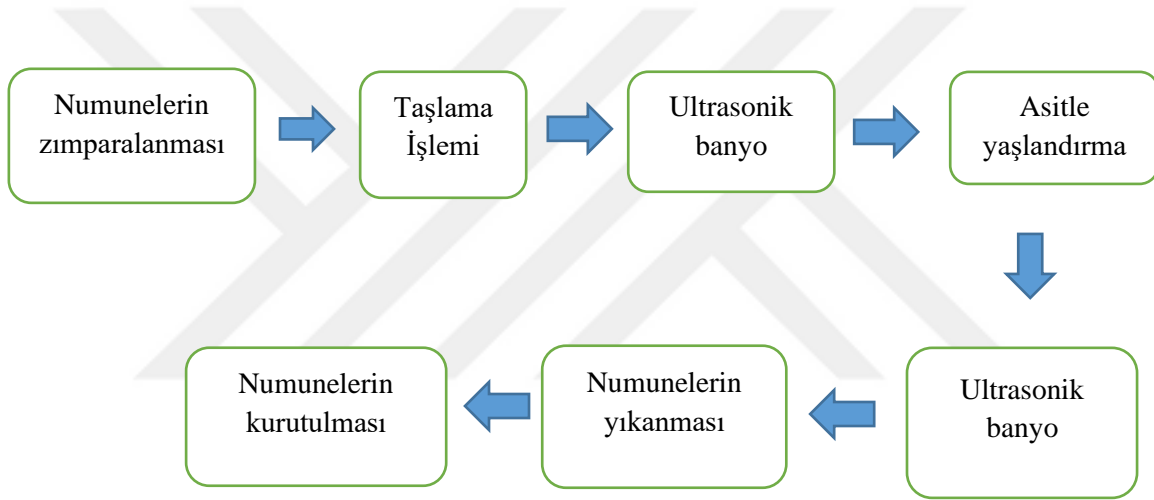 Numunelerin
zımparalanması
Taşlama
İşlemi
Ultrasonik
banyo
Asitle
yaşlandırma
Ultrasonik
banyo
Numunelerin
yıkanması
Numunelerin
kurutulması